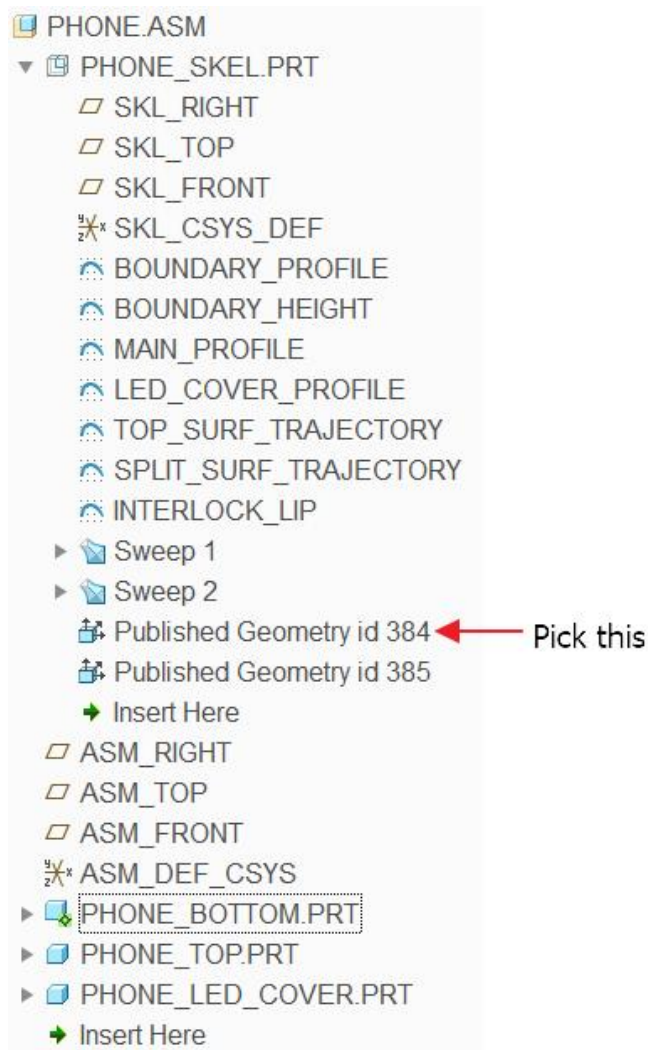 PHONE.ASM
PHONE_SKEL.PRT
SKL_RIGHT
SKL_TOP
SKL_FRONT
SKL_CSYS_DEF
BOUNDARY_PROFILE
BOUNDARY_HEIGHT
MAIN_PROFILE
LED_COVER_PROFILE
TOP_SURF_TRAJECTORY
SPLIT_SURF_TRAJECTORY
INTERLOCK_LIP
Sweep 1
Sweep 2
Published Geometry id 384 Pick this
Published Geometry id 385
Insert Here
ASM_RIGHT
ASM_TOP
ASM_FRONT
ASM_DEF_CSYS
PHONE_BOTTOM.PRT
PHONE_TOP.PRT
PHONE_LED_COVER.PRT
Insert Here